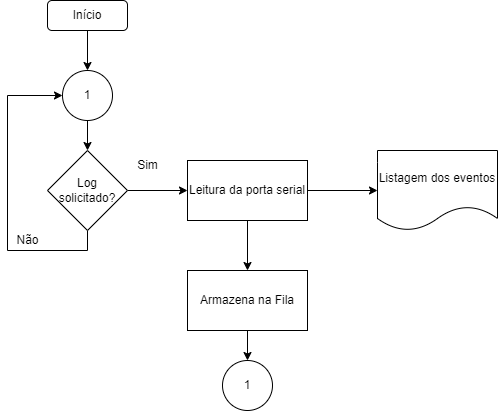 Início
1
Sim
Log
solicitado?
Leitura da porta serial
Listagem dos eventos
Não
Armazena na Fila
1